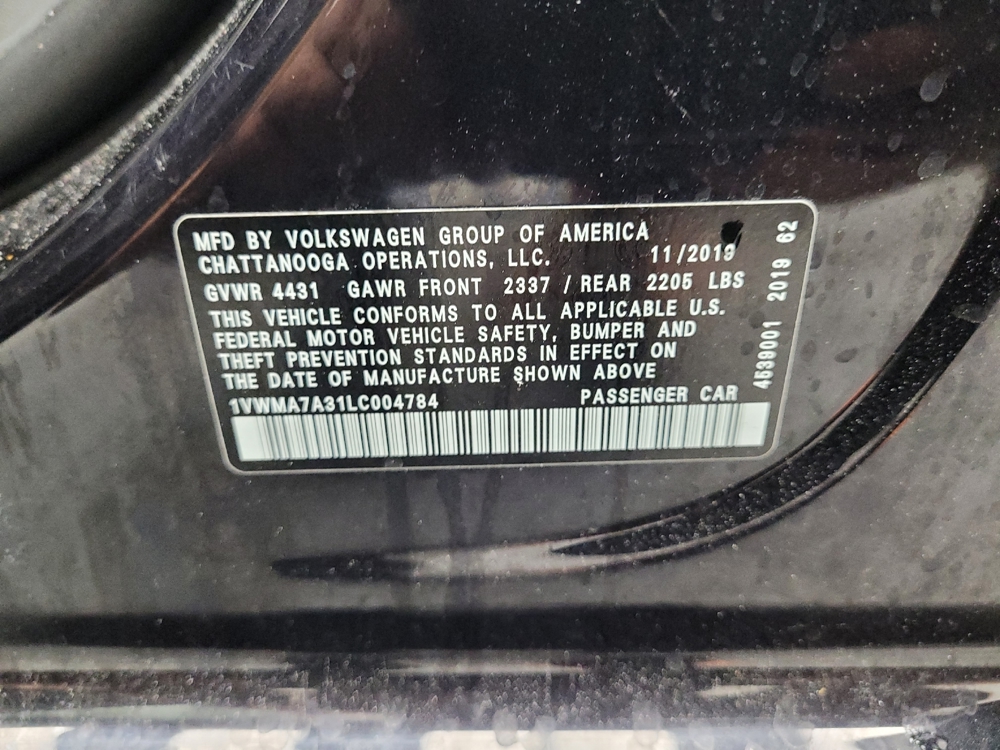 MFD BY VOLKSWAGEN GROUP OF AMERICA
CHATTANOOGA OPERATIONS, LLC. 11/2019
GVWR 4431 GAWR FRONT 2337 / REAR 2205 LBS
THIS VEHICLE CONFORMS TO ALL APPLICABLE U.S.
FEDERAL MOTOR VEHICLE SAFETY, BUMPER AND
THEFT PREVENTION STANDARDS IN EFFECT ON
THE DATE OF MANUFACTURE SHOWN ABOVE
1VWMA7A31LC004784 PASSENGER CAR
4639001 2019 62